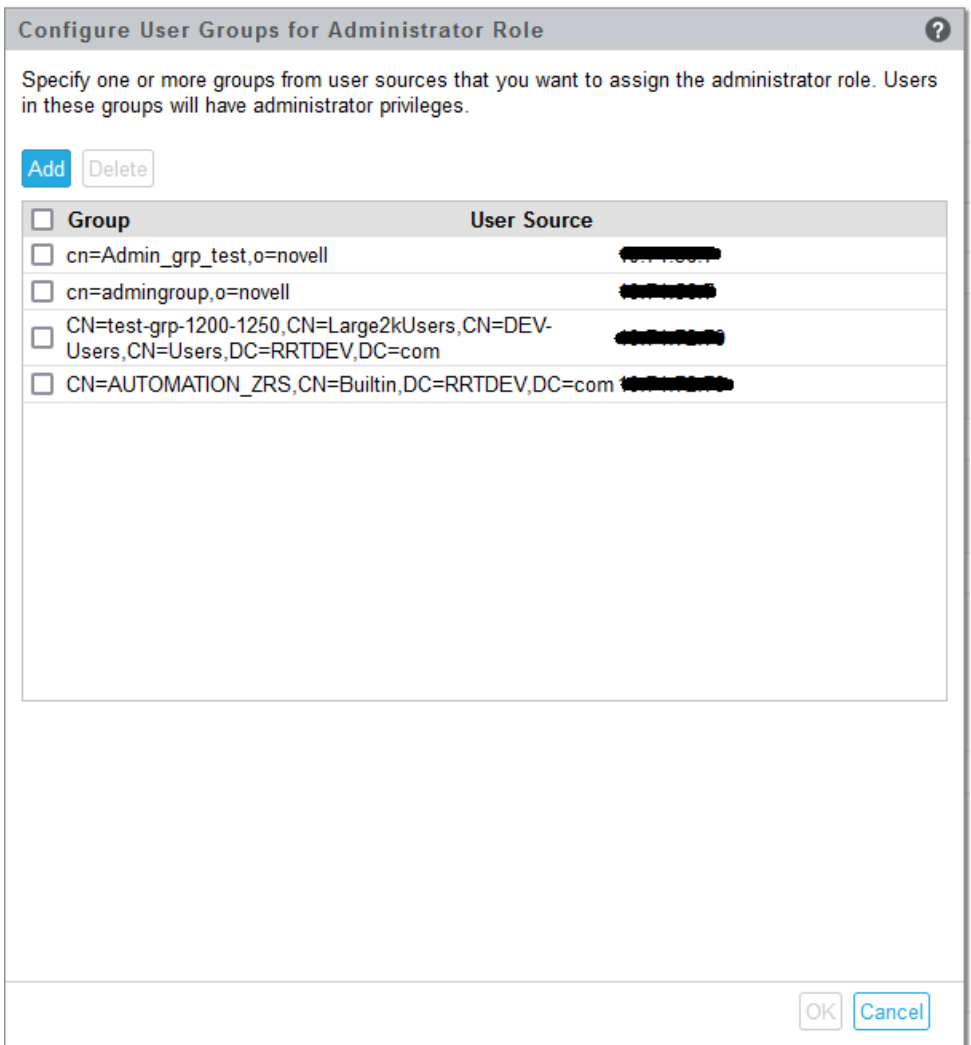 Configure User Groups for Administrator Role
Specify one or more groups from user sources that you want to assign the administrator role. Users
in these groups will have administrator privileges.
Add Delete
Group User Source
cn=Admin_grp_test,o=novell
cn=admingroup,o=novell
CN=test-grp-1200-1250,CN=Large2kUsers,CN=DEV-
Users,CN=Users,DC=RRTDEV,DC=com
CN=AUTOMATION_ZRS,CN=Builtin,DC=RRTDEV,DC=com
OK Cancel